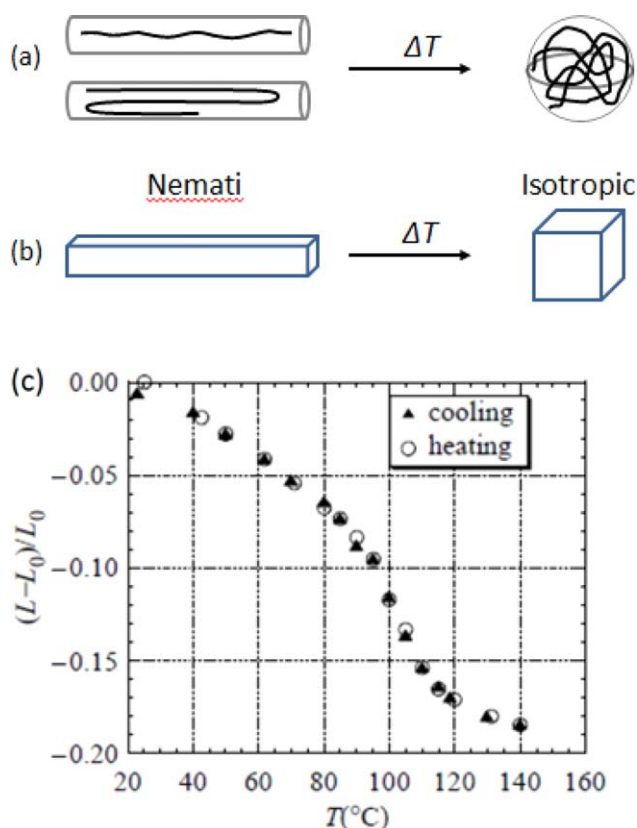 (a)
ΔT
Nemati
Isotropic
(b)
ΔT
(c)
0.00
−0.05
−0.10
−0.15
−0.20
(L−L₀)/L₀
cooling
heating
20 40 60 80 100 120 140 160
T(°C)